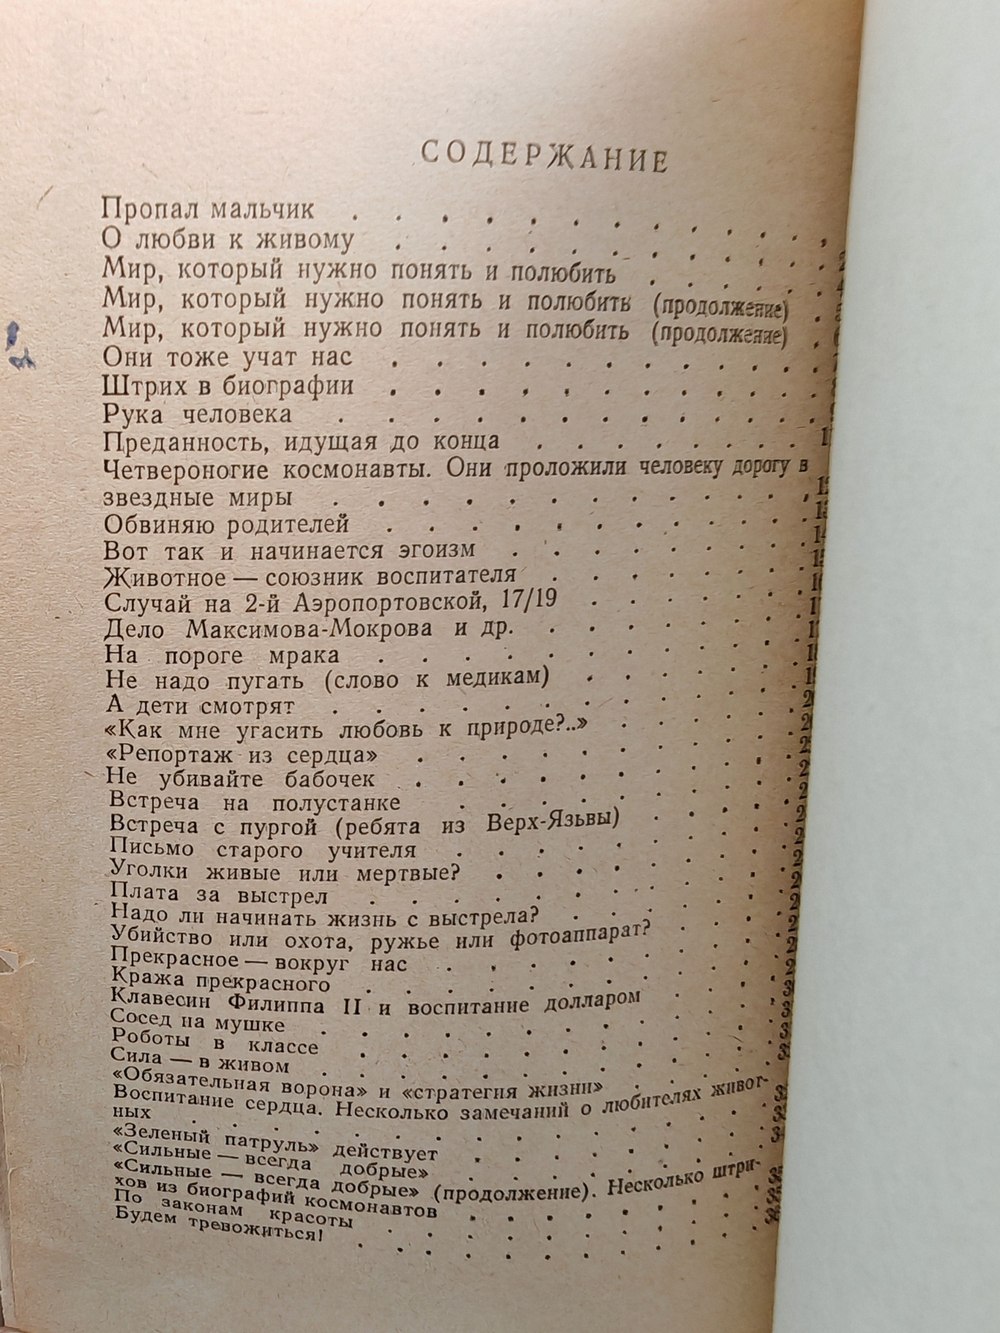 СОДЕРЖАНИЕ
Пропал мальчик
О любви к живому
Мир, который нужно понять и полюбить
Мир, который нужно понять и полюбить (продолжение)
Мир, который нужно понять и полюбить (продолжение)
Они тоже учат нас
Штрих в биографии
Рука человека
Преданность, идущая до конца
Четвероногие космонавты. Они проложили человеку дорогу в
звездные миры
Обвиняю родителей
Вот так и начинается эгоизм
Животное — союзник воспитателя
Случай на 2-й Аэропортовской, 17/19
Дело Максимова-Мокрова и др.
На пороге мрака
Не надо пугать (слово к медикам)
А дети смотрят
«Как мне угасить любовь к природе?..»
«Репортаж из сердца»
Не убивайте бабочек
Встреча на полустанке
Встреча с пургой (ребята из Верх-Язьвы)
Письмо старого учителя
Уголки живые или мертвые?
Плата за выстрел
Надо ли начинать жизнь с выстрела?
Убийство или охота, ружье или фотоаппарат?
Прекрасное — вокруг нас
Кража прекрасного
Клавесин Филиппа II и воспитание долларом
Сосед на мушке
Роботы в классе
Сила — в живом
«Обязательная ворона» и «стратегия жизни»
Воспитание сердца. Несколько замечаний о любителях живот-
ных
«Зеленый патруль» действует
«Сильные — всегда добрые»
«Сильные — всегда добрые» (продолжение). Несколько штри-
хов из биографий космонавтов
По законам красоты
Будем тревожиться!